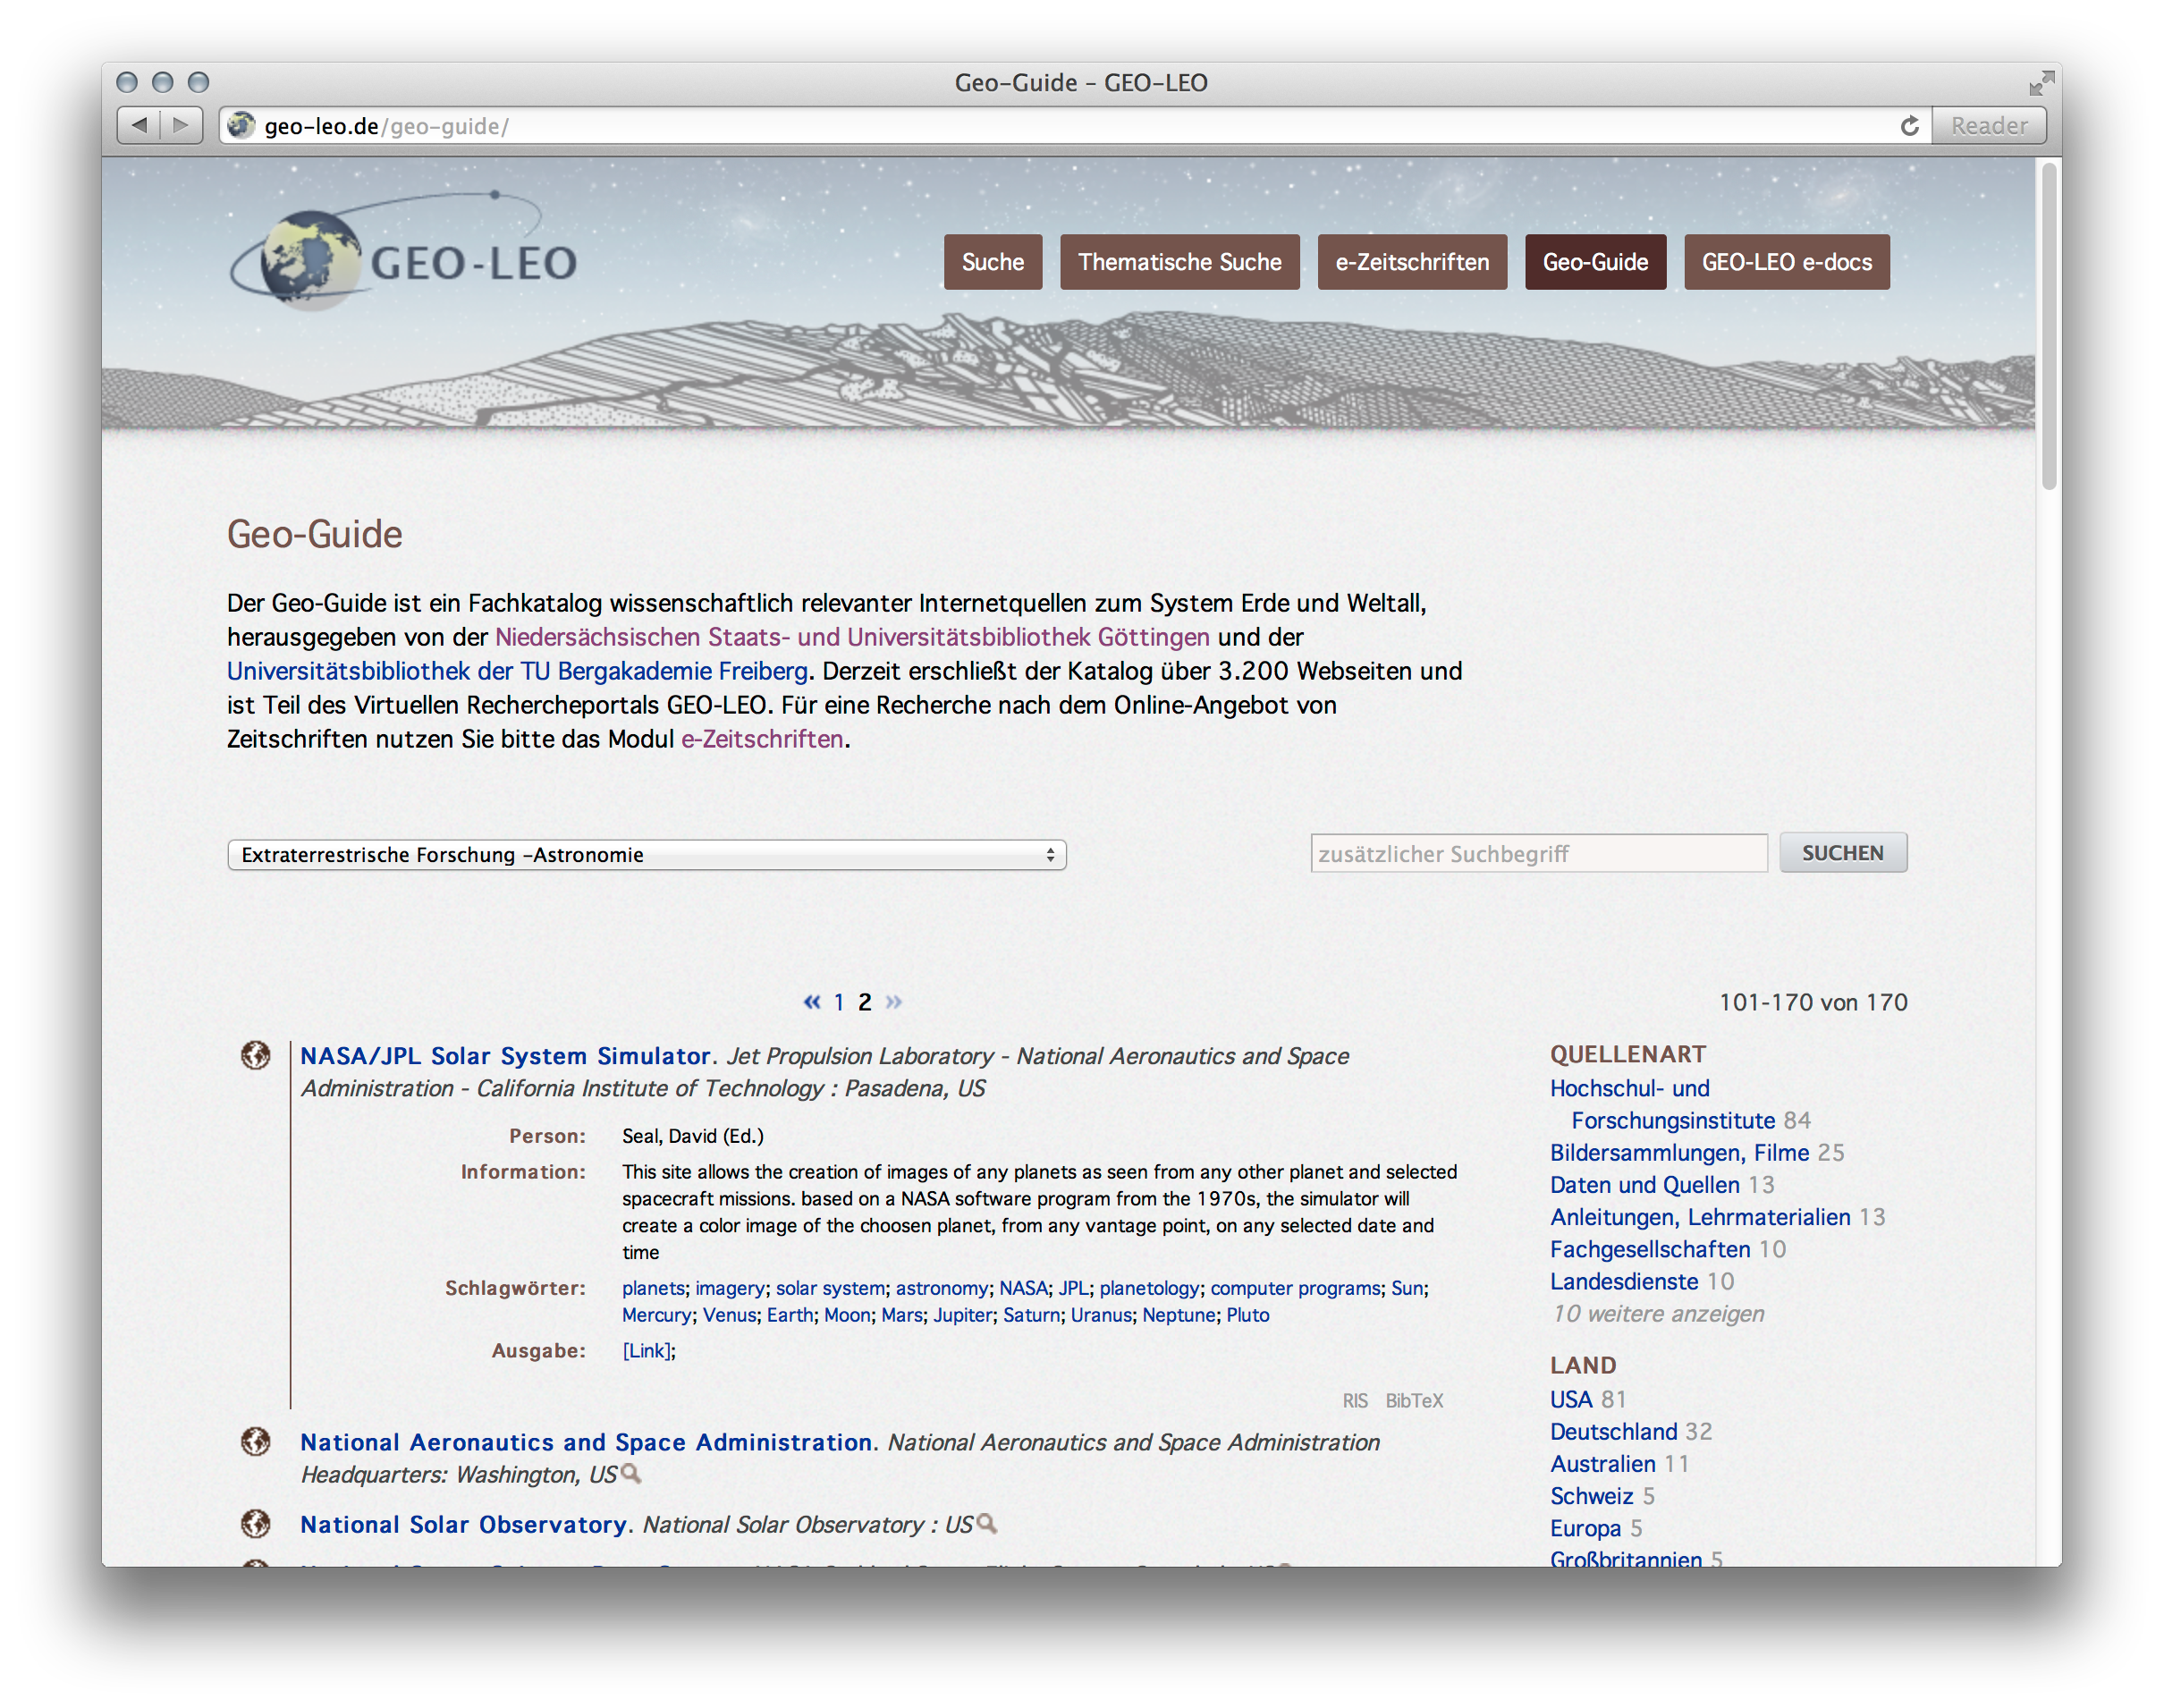 Geo-Guide – GEO-LEO
geo-leo.de/geo-guide/
Reader
GEO-LEO
Suche
Thematische Suche
e-Zeitschriften
Geo-Guide
GEO-LEO e-docs
Geo-Guide
Der Geo-Guide ist ein Fachkatalog wissenschaftlich relevanter Internetquellen zum System Erde und Weltall,
herausgegeben von der Niedersächsischen Staats- und Universitätsbibliothek Göttingen und der
Universitätsbibliothek der TU Bergakademie Freiberg. Derzeit erschließt der Katalog über 3.200 Webseiten und
ist Teil des Virtuellen Rechercheportals GEO-LEO. Für eine Recherche nach dem Online-Angebot von
Zeitschriften nutzen Sie bitte das Modul e-Zeitschriften.
Extraterrestrische Forschung -Astronomie
zusätzlicher Suchbegriff
SUCHEN
« 1 2 »
101-170 von 170
NASA/JPL Solar System Simulator. Jet Propulsion Laboratory - National Aeronautics and Space
Administration - California Institute of Technology : Pasadena, US
Person: Seal, David (Ed.)
Information: This site allows the creation of images of any planets as seen from any other planet and selected
spacecraft missions. based on a NASA software program from the 1970s, the simulator will
create a color image of the choosen planet, from any vantage point, on any selected date and
time
Schlagwörter: planets; imagery; solar system; astronomy; NASA; JPL; planetology; computer programs; Sun;
Mercury; Venus; Earth; Moon; Mars; Jupiter; Saturn; Uranus; Neptune; Pluto
Ausgabe: [Link];
RIS BibTeX
National Aeronautics and Space Administration. National Aeronautics and Space Administration
Headquarters: Washington, US
National Solar Observatory. National Solar Observatory : US
QUELLENART
Hochschul- und
Forschungsinstitute 84
Bildersammlungen, Filme 25
Daten und Quellen 13
Anleitungen, Lehrmaterialien 13
Fachgesellschaften 10
Landesdienste 10
10 weitere anzeigen
LAND
USA 81
Deutschland 32
Australien 11
Schweiz 5
Europa 5
Großbritannien 5